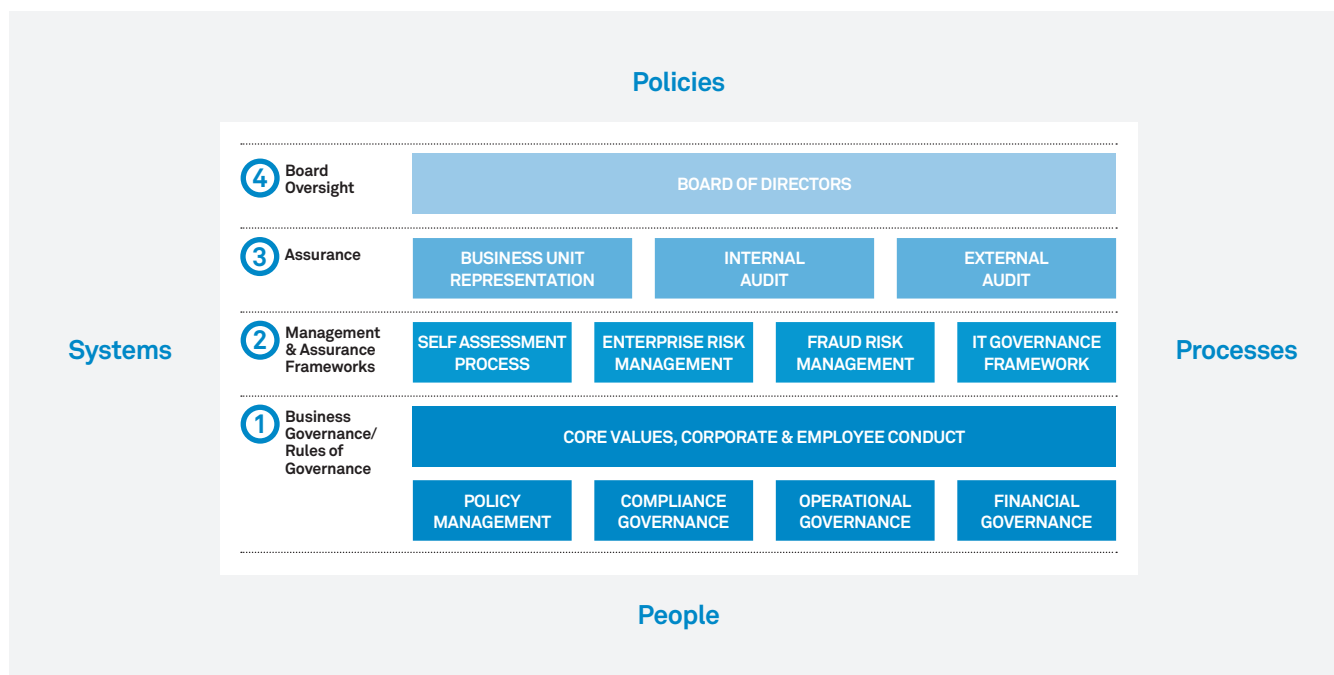 Policies
4
Board
Oversight
BOARD OF DIRECTORS
3
Assurance
BUSINESS UNIT
REPRESENTATION
INTERNAL
AUDIT
EXTERNAL
AUDIT
Systems
2
Management
& Assurance
Frameworks
SELF ASSESSMENT
PROCESS
ENTERPRISE RISK
MANAGEMENT
FRAUD RISK
MANAGEMENT
IT GOVERNANCE
FRAMEWORK
Processes
1
Business
Governance/
Rules of
Governance
CORE VALUES, CORPORATE & EMPLOYEE CONDUCT
POLICY
MANAGEMENT
COMPLIANCE
GOVERNANCE
OPERATIONAL
GOVERNANCE
FINANCIAL
GOVERNANCE
People